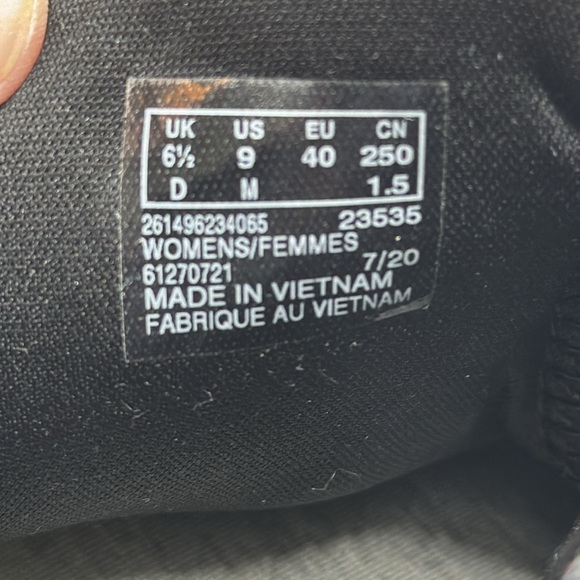 UK US EU CN
6½ 9 40 250
D M 1.5
261496234065 23535
WOMENS/FEMMES
61270721 7/20
MADE IN VIETNAM
FABRIQUE AU VIETNAM